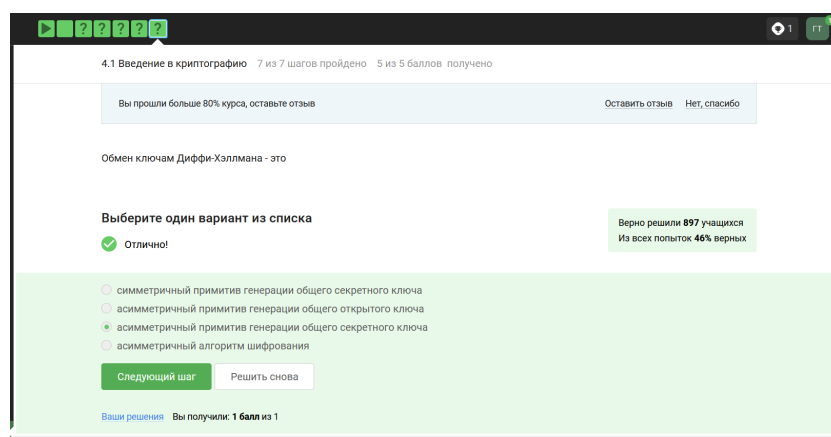 ? ? ? ? ?
1
ГТ
4.1 Введение в криптографию 7 из 7 шагов пройдено 5 из 5 баллов получено
Вы прошли больше 80% курса, оставьте отзыв Оставить отзыв Нет, спасибо
Обмен ключам Диффи-Хэллмана - это
Выберите один вариант из списка
Отлично!
Верно решили 897 учащихся
Из всех попыток 46% верных
симметричный примитив генерации общего секретного ключа
асимметричный примитив генерации общего открытого ключа
асимметричный примитив генерации общего секретного ключа
асимметричный алгоритм шифрования
Следующий шаг Решить снова
Ваши решения Вы получили: 1 балл из 1